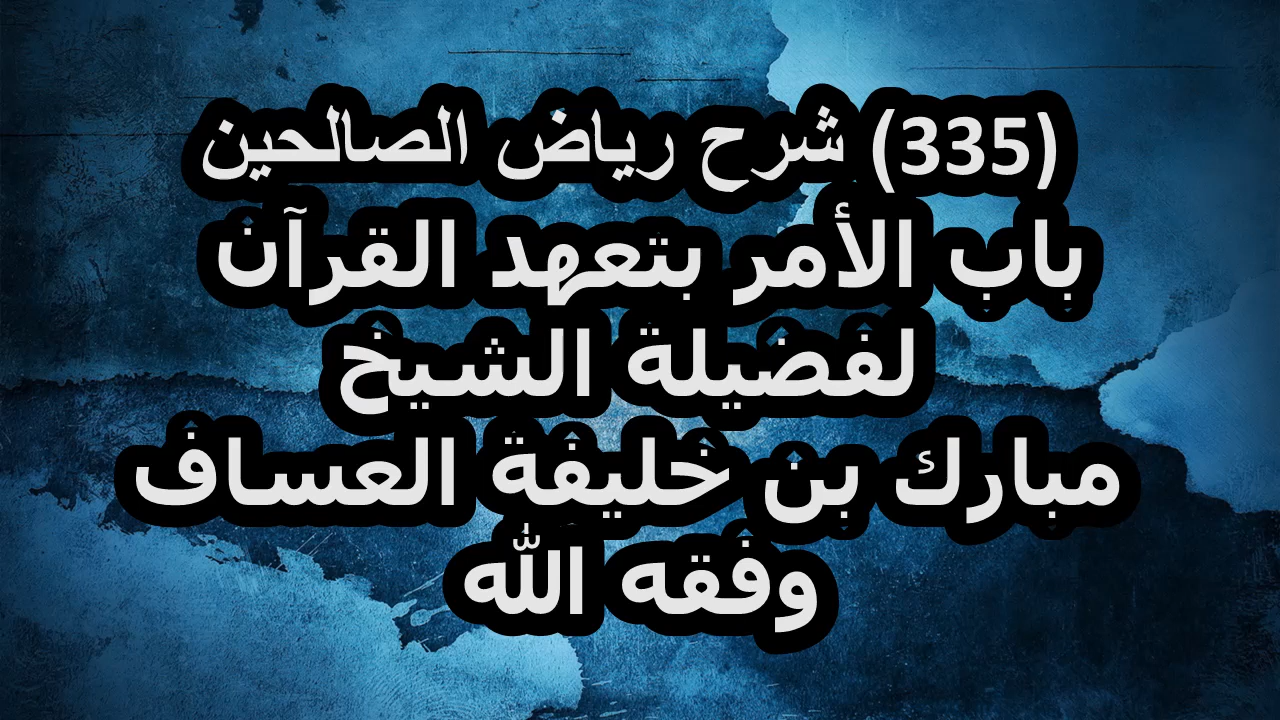 (335) شرح رياض الصالحين
باب الأمر بتعهد القرآن
لفضيلة الشيخ
مبارك بن خليفة العساف
وفقه الله